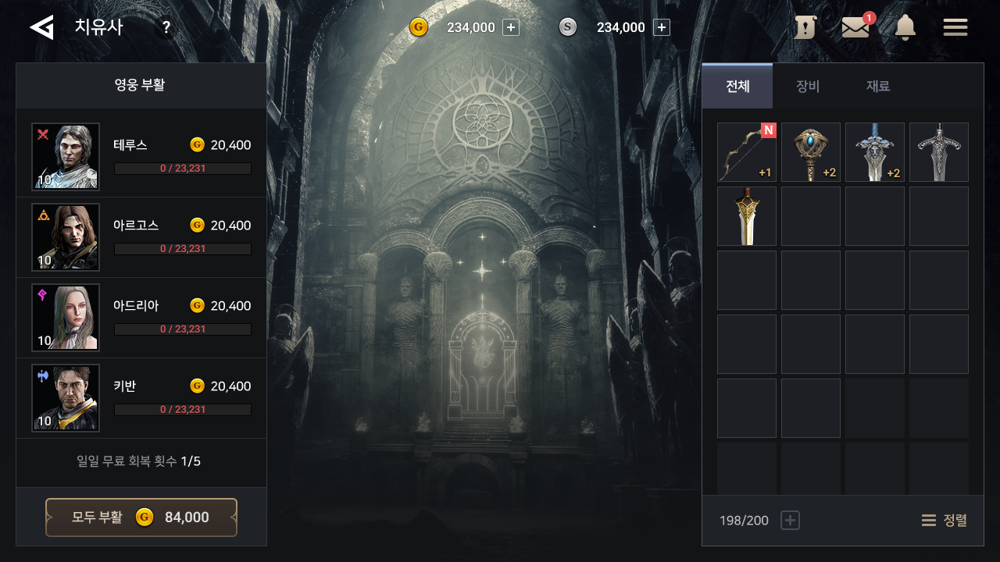 치유사 ?
G 234,000 +
S 234,000 +
1
영웅 부활
10
테루스 G 20,400
0 / 23,231
10
아르고스 G 20,400
0 / 23,231
10
아드리아 G 20,400
0 / 23,231
10
키반 G 20,400
0 / 23,231
일일 무료 회복 횟수 1/5
모두 부활 G 84,000
전체 장비 재료
N
+1 +2 +2
198/200 +
정렬